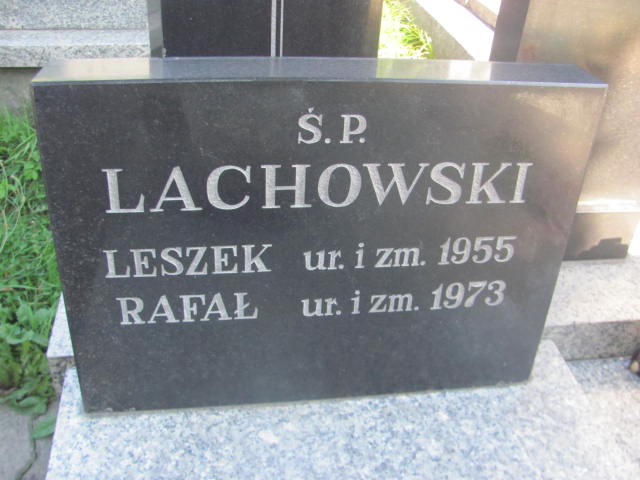 Ś.P.
LACHOWSKI
LESZEK ur. i zm. 1955
RAFAŁ ur. i zm. 1973